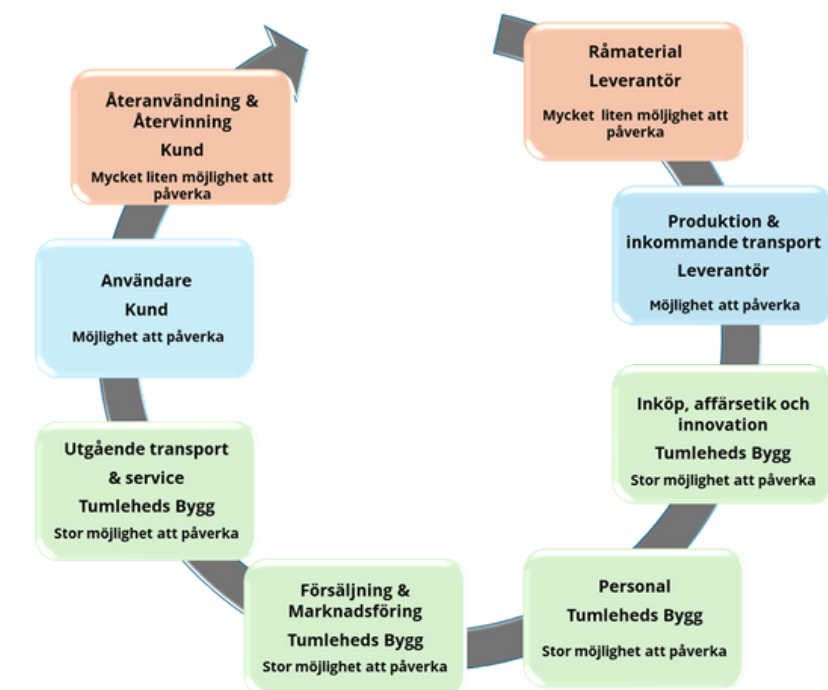 Råmaterial
Leverantör
Mycket liten möljighet att
påverka
Produktion &
inkommande transport
Leverantör
Möjlighet att påverka
Inköp, affärsetik och
innovation
Tumleheds Bygg
Stor möjlighet att påverka
Personal
Tumleheds Bygg
Stor möjlighet att påverka
Försäljning &
Marknadsföring
Tumleheds Bygg
Stor möjlighet att påverka
Utgående transport
& service
Tumleheds Bygg
Stor möjlighet att påverka
Användare
Kund
Möjlighet att påverka
Återanvändning &
Återvinning
Kund
Mycket liten möjlighet att
påverka